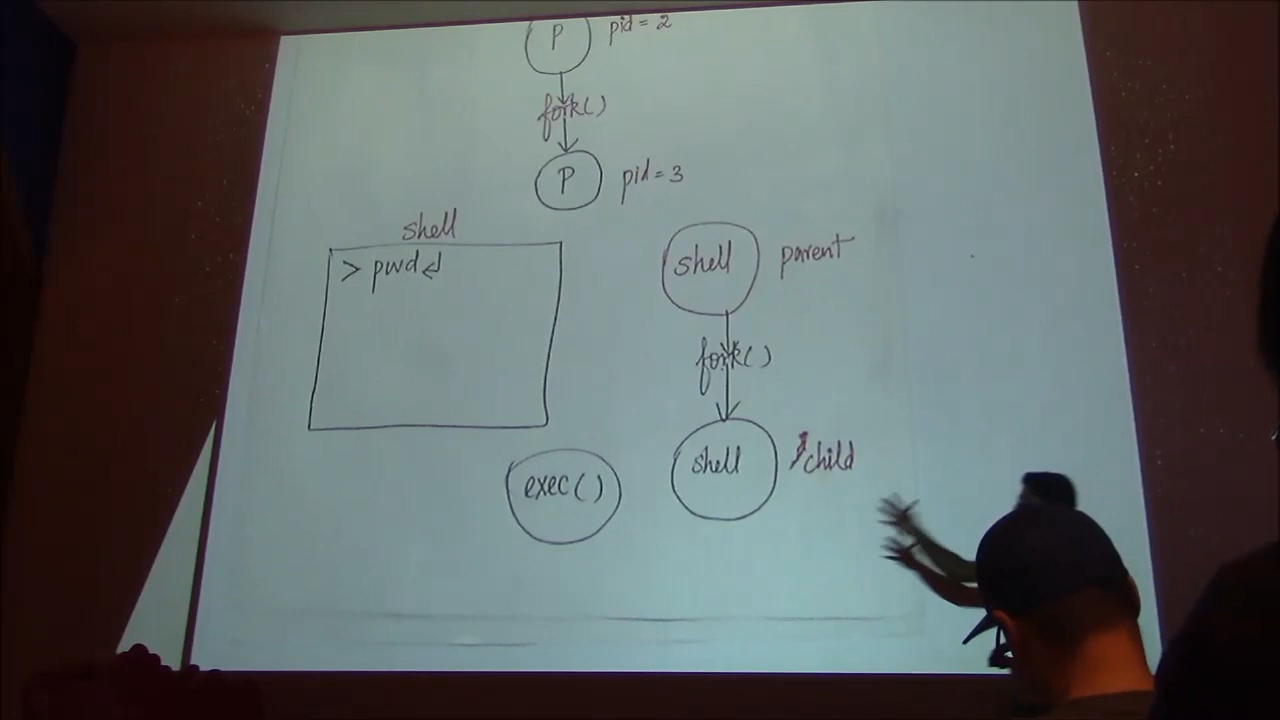 P pid = 2
fork()
P pid = 3
shell
> pwd
shell parent
fork()
shell child
exec()